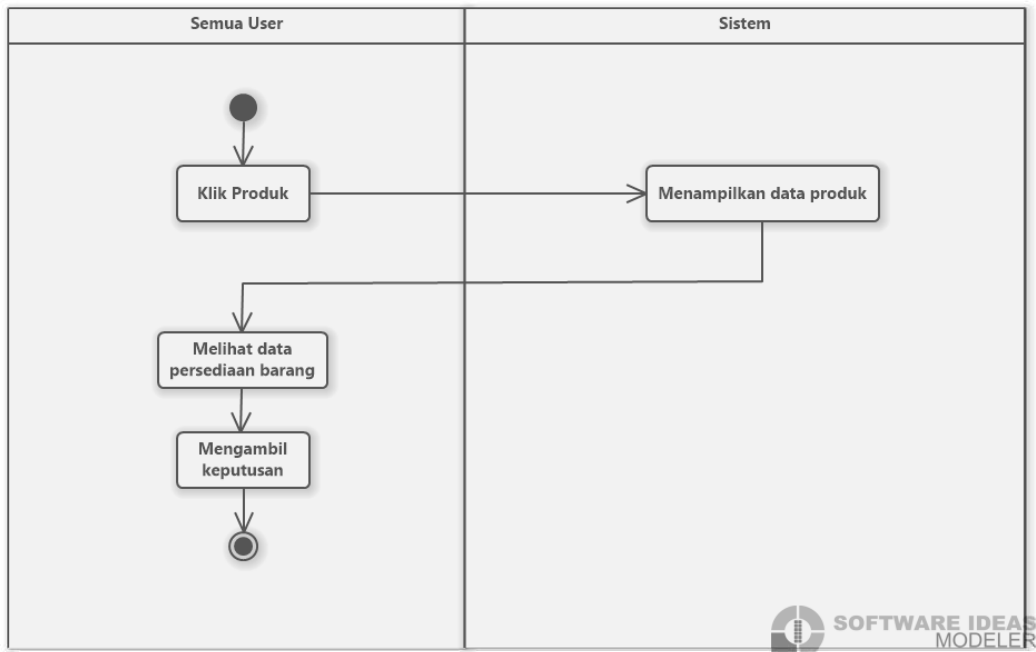 Semua User
Sistem
Klik Produk
Menampilkan data produk
Melihat data
persediaan barang
Mengambil
keputusan
SOFTWARE IDEAS
MODELER